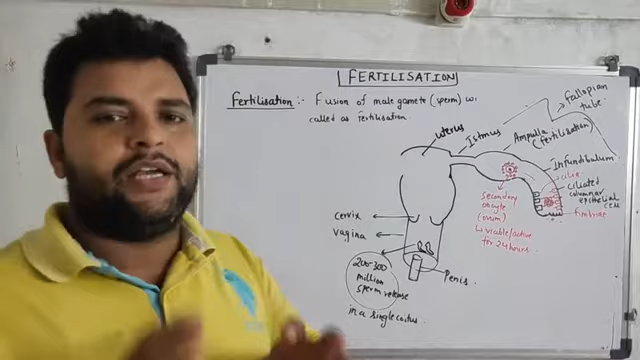 FERTILISATION
Fertilisation :- Fusion of male gamete (sperm) wi
called as fertilisation.
Fallopian
tube.
uterus
Istmus
Ampulla
(fertilisation)
Infundibulum
cilia
ciliated
columnar
epithelial
cell
fimbriae
secondary
oocyte
(ovum)
↳ viable/active
for 24 hours
cervix
vagina
200-300
million
sperm release
in a single coitus.
Penis.